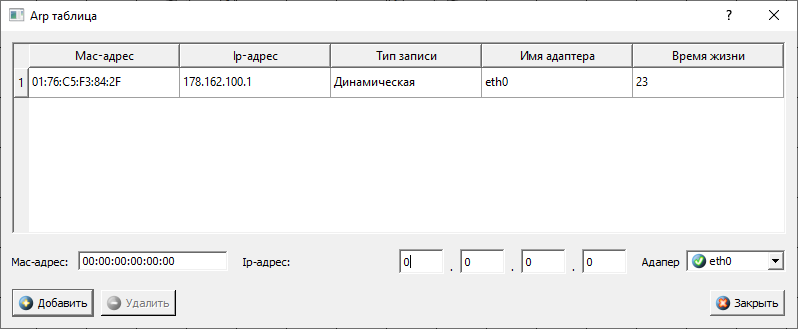 Arp таблица
Mac-адрес Ip-адрес Тип записи Имя адаптера Время жизни
1 01:76:C5:F3:84:2F 178.162.100.1 Динамическая eth0 23
Mac-адрес: 00:00:00:00:00:00 Ip-адрес: 0 . 0 . 0 . 0 Адапер eth0
Добавить Удалить Закрыть